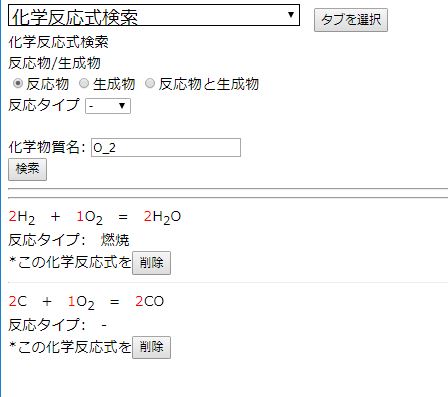 化学反応式検索 タブを選択
化学反応式検索
反応物/生成物
反応物 生成物 反応物と生成物
反応タイプ -
化学物質名: O_2
検索
2H₂ + 1O₂ = 2H₂O
反応タイプ: 燃焼
*この化学反応式を 削除
2C + 1O₂ = 2CO
反応タイプ: -
*この化学反応式を 削除